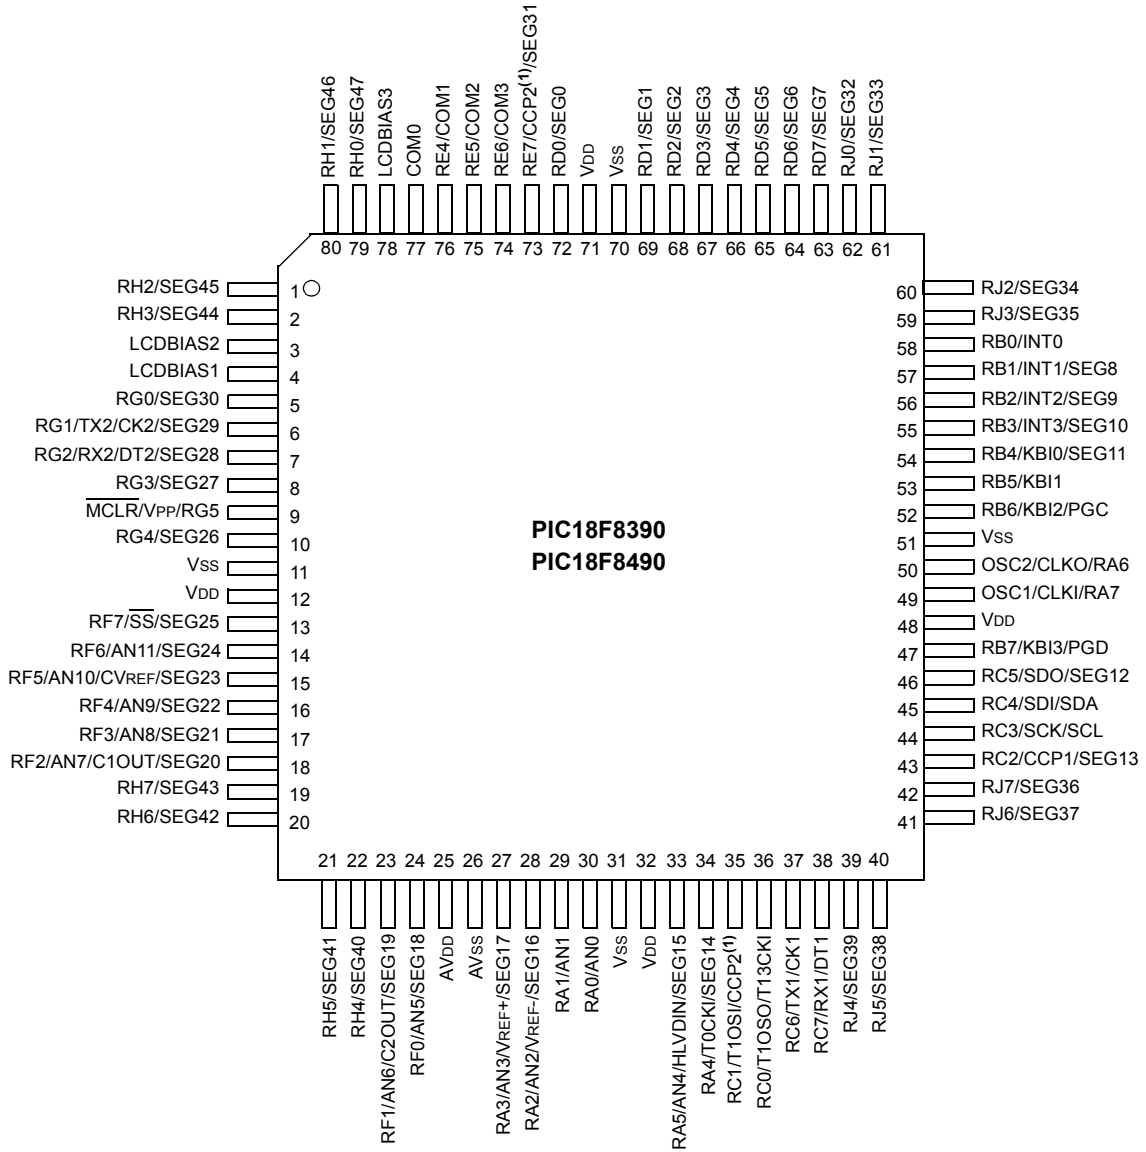 RH1/SEG46
RH0/SEG47
LCDBIAS3
COM0
RE4/COM1
RE5/COM2
RE6/COM3
RE7/CCP2(1)/SEG31
RD0/SEG0
VDD
VSS
RD1/SEG1
RD2/SEG2
RD3/SEG3
RD4/SEG4
RD5/SEG5
RD6/SEG6
RD7/SEG7
RJ0/SEG32
RJ1/SEG33
80 79 78 77 76 75 74 73 72 71 70 69 68 67 66 65 64 63 62 61
RH2/SEG45 1
RH3/SEG44 2
LCDBIAS2 3
LCDBIAS1 4
RG0/SEG30 5
RG1/TX2/CK2/SEG29 6
RG2/RX2/DT2/SEG28 7
RG3/SEG27 8
MCLR/VPP/RG5 9
RG4/SEG26 10
VSS 11
VDD 12
RF7/SS/SEG25 13
RF6/AN11/SEG24 14
RF5/AN10/CVREF/SEG23 15
RF4/AN9/SEG22 16
RF3/AN8/SEG21 17
RF2/AN7/C1OUT/SEG20 18
RH7/SEG43 19
RH6/SEG42 20
PIC18F8390
PIC18F8490
60 RJ2/SEG34
59 RJ3/SEG35
58 RB0/INT0
57 RB1/INT1/SEG8
56 RB2/INT2/SEG9
55 RB3/INT3/SEG10
54 RB4/KBI0/SEG11
53 RB5/KBI1
52 RB6/KBI2/PGC
51 VSS
50 OSC2/CLKO/RA6
49 OSC1/CLKI/RA7
48 VDD
47 RB7/KBI3/PGD
46 RC5/SDO/SEG12
45 RC4/SDI/SDA
44 RC3/SCK/SCL
43 RC2/CCP1/SEG13
42 RJ7/SEG36
41 RJ6/SEG37
21 22 23 24 25 26 27 28 29 30 31 32 33 34 35 36 37 38 39 40
RH5/SEG41
RH4/SEG40
RF1/AN6/C2OUT/SEG19
RF0/AN5/SEG18
AVDD
AVSS
RA3/AN3/VREF+/SEG17
RA2/AN2/VREF-/SEG16
RA1/AN1
RA0/AN0
VSS
VDD
RA5/AN4/HLVDIN/SEG15
RA4/T0CKI/SEG14
RC1/T1OSI/CCP2(1)
RC0/T1OSO/T13CKI
RC6/TX1/CK1
RC7/RX1/DT1
RJ4/SEG39
RJ5/SEG38